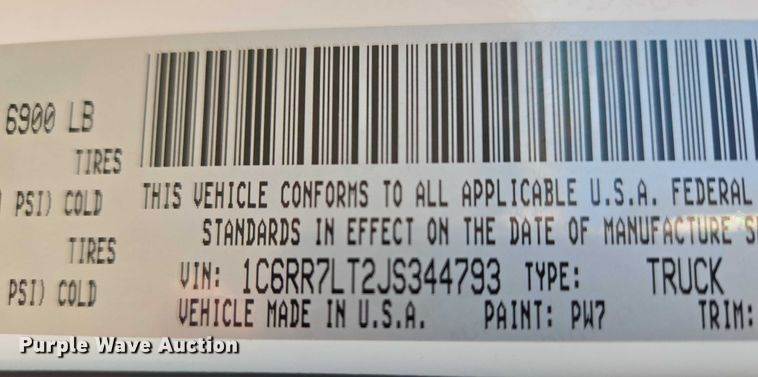 6900 LB
TIRES
PSI) COLD
TIRES
PSI) COLD
THIS VEHICLE CONFORMS TO ALL APPLICABLE U.S.A. FEDERAL
STANDARDS IN EFFECT ON THE DATE OF MANUFACTURE
VIN: 1C6RR7LT2JS344793 TYPE: TRUCK
VEHICLE MADE IN U.S.A. PAINT: PW7 TRIM:
Purple Wave Auction